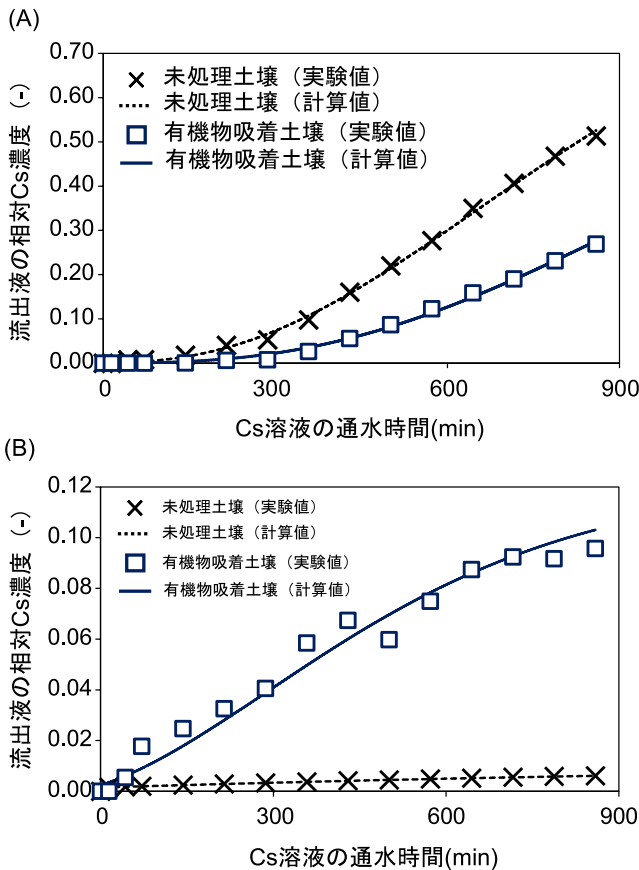 (A)
0.70
0.60
0.50
0.40
0.30
0.20
0.10
0.00
流出液の相対Cs濃度 (-)
未処理土壌(実験値)
未処理土壌(計算値)
有機物吸着土壌(実験値)
有機物吸着土壌(計算値)
0 300 600 900
Cs溶液の通水時間(min)
(B)
0.12
0.10
0.08
0.06
0.04
0.02
0.00
流出液の相対Cs濃度 (-)
未処理土壌(実験値)
未処理土壌(計算値)
有機物吸着土壌(実験値)
有機物吸着土壌(計算値)
0 300 600 900
Cs溶液の通水時間(min)